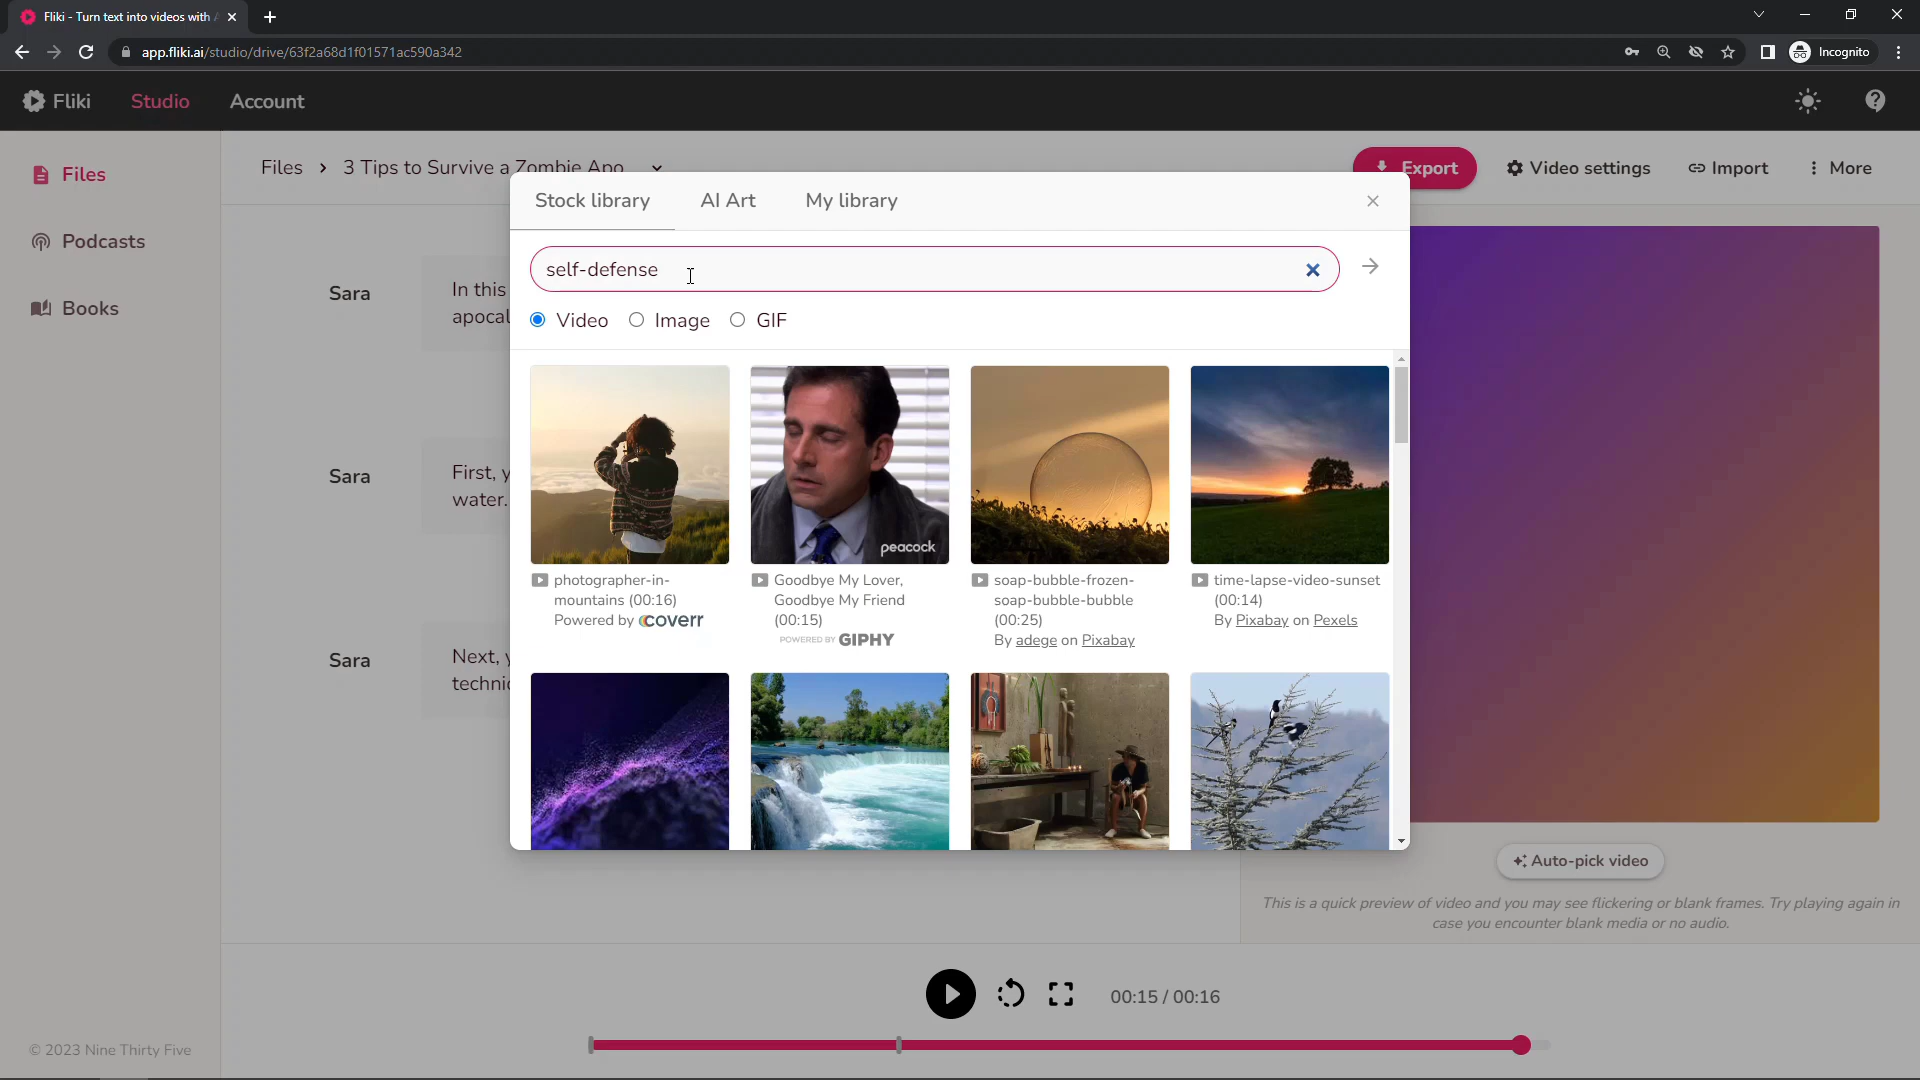 Fliki - Turn text into videos with A
app.fliki.ai/studio/drive/63f2a68d1f01571ac590a342
Incognito
Fliki
Studio
Account
Files
Podcasts
Books
© 2023 Nine Thirty Five
Files > 3 Tips to Survive a Zombie Apo
Export
Video settings
Import
More
Sara
In this
apocal
Sara
First, y
water.
Sara
Next, y
techni
Stock library
AI Art
My library
self-defense
Video
Image
GIF
peacock
photographer-in-
mountains (00:16)
Powered by coverr
Goodbye My Lover,
Goodbye My Friend
(00:15)
POWERED BY GIPHY
soap-bubble-frozen-
soap-bubble-bubble
(00:25)
By adege on Pixabay
time-lapse-video-sunset
(00:14)
By Pixabay on Pexels
Auto-pick video
This is a quick preview of video and you may see flickering or blank frames. Try playing again in
case you encounter blank media or no audio.
00:15 / 00:16